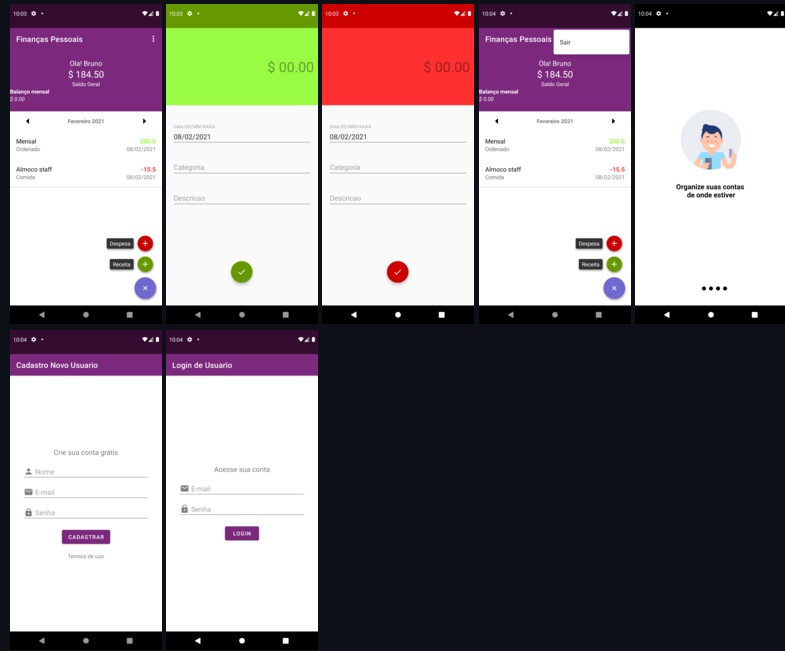 10:03
Finanças Pessoais
Ola! Bruno
$ 184.50
Saldo Geral
Balanço mensal
$ 0.00
Fevereiro 2021
Mensal
200.0
Ordenado
08/02/2021
Almoco staff
-15.5
Comida
08/02/2021
Despesa
Receita
10:03
$ 00.00
Data DD/MM/AAAA
08/02/2021
Categoria
Descricao
10:03
$ 00.00
Data DD/MM/AAAA
08/02/2021
Categoria
Descricao
10:04
Finanças Pessoais
Sair
Ola! Bruno
$ 184.50
Saldo Geral
Balanço mensal
$ 0.00
Fevereiro 2021
Mensal
200.0
Ordenado
08/02/2021
Almoco staff
-15.5
Comida
08/02/2021
Despesa
Receita
10:04
Organize suas contas
de onde estiver
10:04
Cadastro Novo Usuario
Crie sua conta grátis
Nome
E-mail
Senha
CADASTRAR
Termos de uso
10:04
Login de Usuario
Acesse sua conta
E-mail
Senha
LOGIN